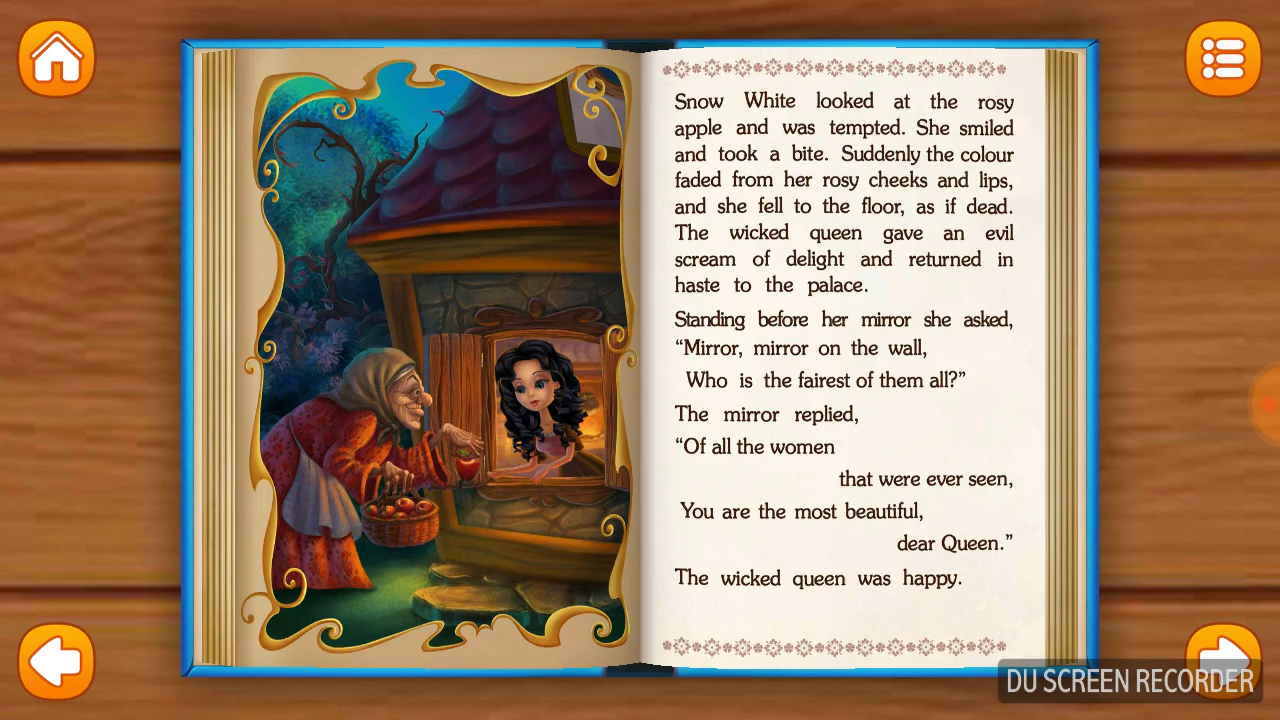 Snow White looked at the rosy
apple and was tempted. She smiled
and took a bite. Suddenly the colour
faded from her rosy cheeks and lips,
and she fell to the floor, as if dead.
The wicked queen gave an evil
scream of delight and returned in
haste to the palace.
Standing before her mirror she asked,
“Mirror, mirror on the wall,
Who is the fairest of them all?”
The mirror replied,
“Of all the women
that were ever seen,
You are the most beautiful,
dear Queen.”
The wicked queen was happy.
DU SCREEN RECORDER